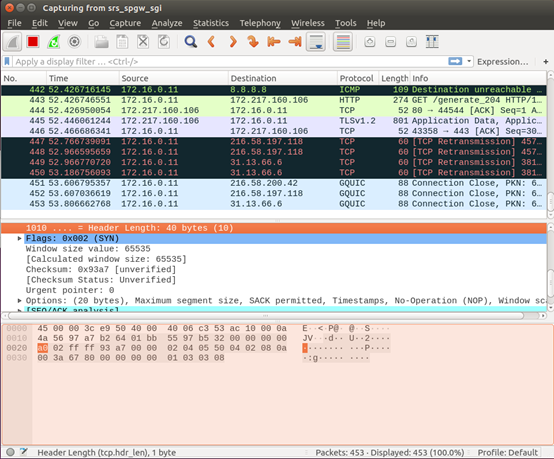 Capturing from srs_spgw_sgi
File Edit View Go Capture Analyze Statistics Telephony Wireless Tools Help
Apply a display filter ... <Ctrl-/> Expression... +
No. Time Source Destination Protocol Length Info
442 52.426716145 172.16.0.11 8.8.8.8 ICMP 109 Destination unreachable …
443 52.426746551 172.16.0.11 172.217.160.106 HTTP 274 GET /generate_204 HTTP/1…
444 52.426950054 172.217.160.106 172.16.0.11 TCP 52 80 → 44544 [ACK] Seq=1 A…
445 52.446061244 172.217.160.106 172.16.0.11 TLSv1.2 801 Application Data, Applic…
446 52.466686341 172.16.0.11 172.217.160.106 TCP 52 43358 → 443 [ACK] Seq=30…
447 52.766739091 172.16.0.11 216.58.197.118 TCP 60 [TCP Retransmission] 457…
448 52.966595659 172.16.0.11 216.58.197.118 TCP 60 [TCP Retransmission] 457…
449 52.966770720 172.16.0.11 31.13.66.6 TCP 60 [TCP Retransmission] 381…
450 53.186756093 172.16.0.11 31.13.66.6 TCP 60 [TCP Retransmission] 381…
451 53.606795357 172.16.0.11 216.58.200.42 GQUIC 88 Connection Close, PKN: 6…
452 53.607036619 172.16.0.11 216.58.197.118 GQUIC 88 Connection Close, PKN: 6…
453 53.806662768 172.16.0.11 31.13.66.6 GQUIC 88 Connection Close, PKN: 6…
1010 .... = Header Length: 40 bytes (10)
Flags: 0x002 (SYN)
Window size value: 65535
[Calculated window size: 65535]
Checksum: 0x93a7 [unverified]
[Checksum Status: Unverified]
Urgent pointer: 0
Options: (20 bytes), Maximum segment size, SACK permitted, Timestamps, No-Operation (NOP), Window sca
[SEQ/ACK analysis]
0000 45 00 00 3c e9 50 40 00 40 06 c3 53 ac 10 00 0a E..<.P@. @..S....
0010 4a 56 97 a7 b2 64 01 bb 55 97 b5 32 00 00 00 00 JV...d.. U..2....
0020 a0 02 ff ff 93 a7 00 00 02 04 05 50 04 02 08 0a ........ ...P....
0030 00 3a 67 80 00 00 00 00 01 03 03 08 .:g..... ....
Header Length (tcp.hdr_len), 1 byte Packets: 453 · Displayed: 453 (100.0%) Profile: Default